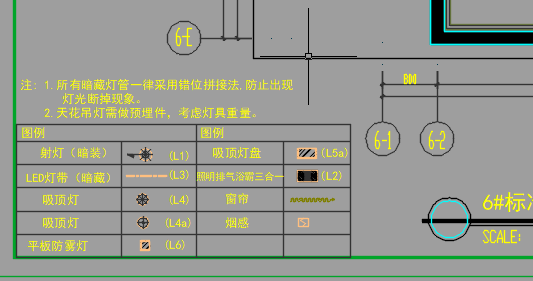 6-E
注: 1.所有暗藏灯管一律采用错位拼接法,防止出现
灯光断掉现象。
2.天花吊灯需做预埋件，考虑灯具重量。
800
6-1 6-2
图例 图例
射灯（暗装） (L1) 吸顶灯盘 (L5a)
LED灯带（暗藏） (L3) 照明排气浴霸三合一 (L2)
吸顶灯 (L4) 窗帘
吸顶灯 (L4a) 烟感
平板防雾灯 (L6)
6#标
SCALE: